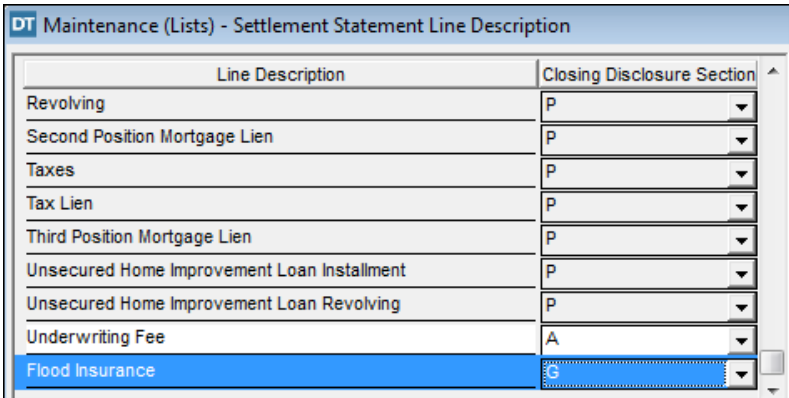 DT Maintenance (Lists) - Settlement Statement Line Description
Line Description Closing Disclosure Section
Revolving P
Second Position Mortgage Lien P
Taxes P
Tax Lien P
Third Position Mortgage Lien P
Unsecured Home Improvement Loan Installment P
Unsecured Home Improvement Loan Revolving P
Underwriting Fee A
Flood Insurance G